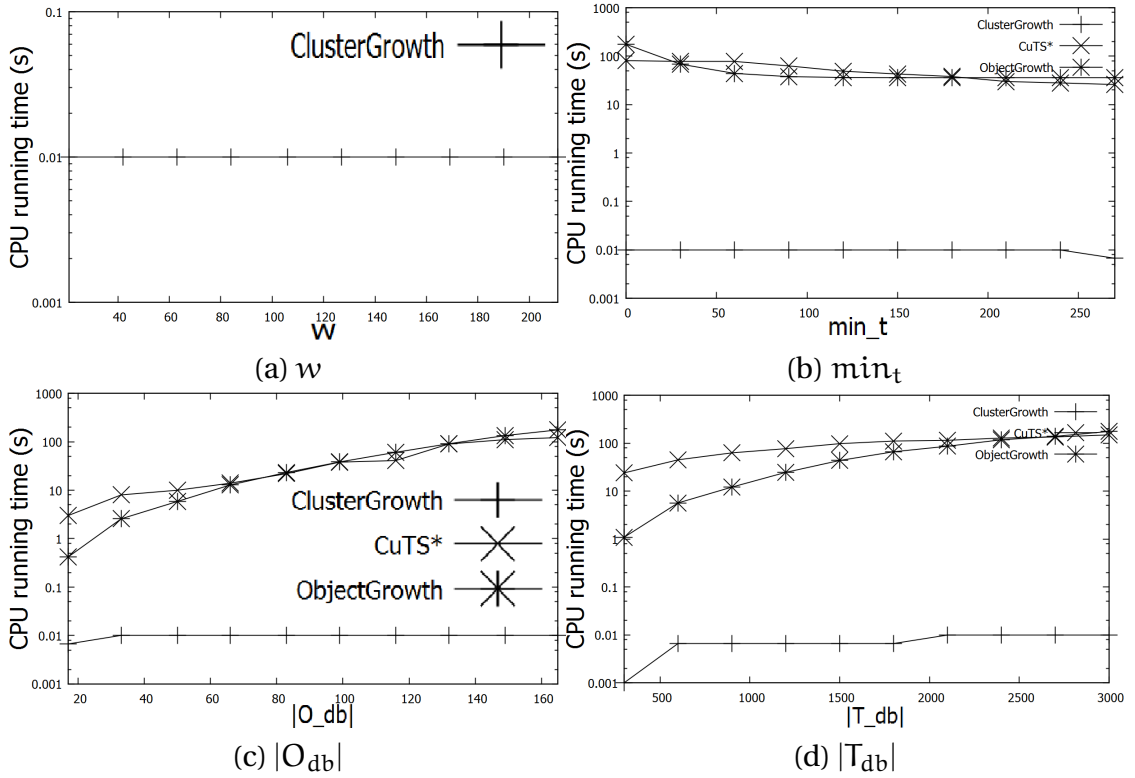 0.1
0.01
0.001
CPU running time (s)
ClusterGrowth
40 60 80 100 120 140 160 180 200
w
(a) w
1000
100
10
1
0.1
0.01
0.001
CPU running time (s)
ClusterGrowth
CuTS*
ObjectGrowth
0 50 100 150 200 250
min_t
(b) min_t
1000
100
10
1
0.1
0.01
0.001
CPU running time (s)
ClusterGrowth
CuTS*
ObjectGrowth
20 40 60 80 100 120 140 160
|O_db|
(c) |O_db|
1000
100
10
1
0.1
0.01
0.001
CPU running time (s)
ClusterGrowth
CuTS*
ObjectGrowth
500 1000 1500 2000 2500 3000
|T_db|
(d) |T_db|